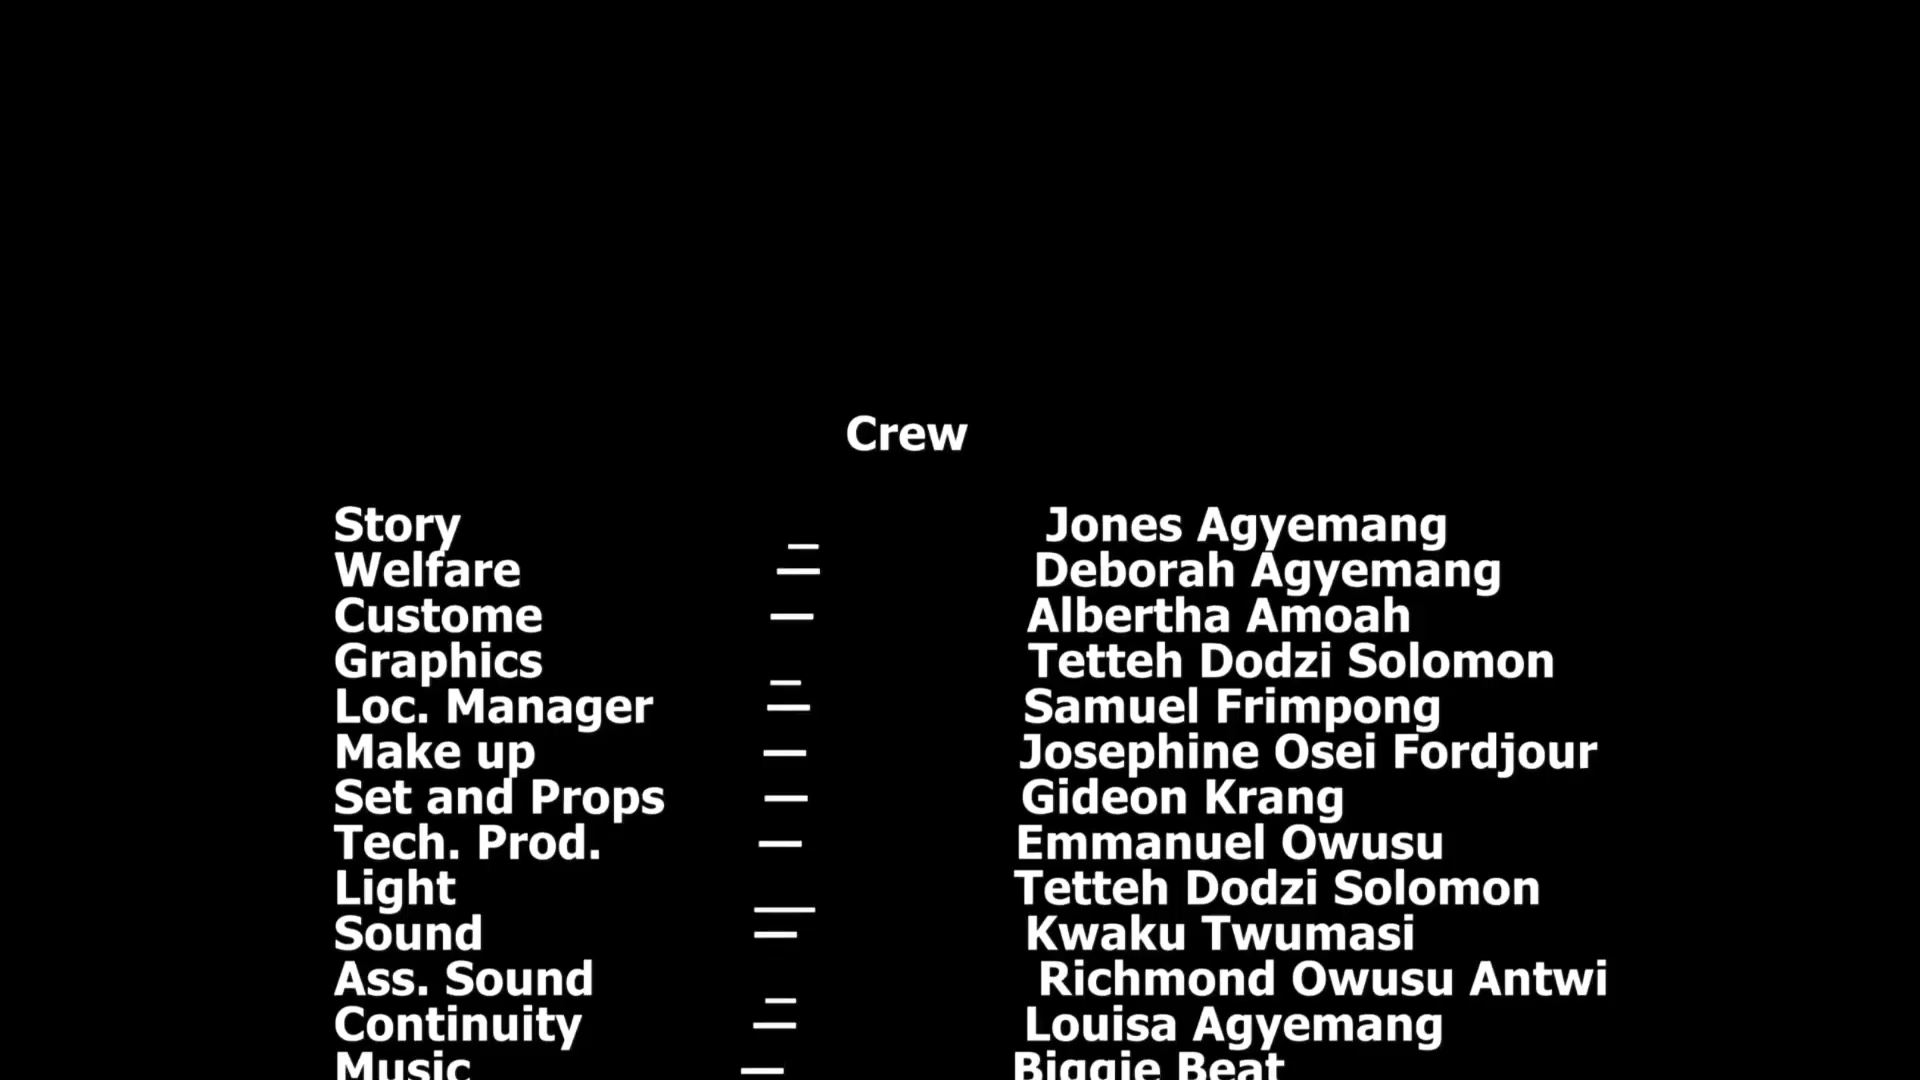 Crew
Story _ Jones Agyemang
Welfare — Deborah Agyemang
Custome — Albertha Amoah
Graphics _ Tetteh Dodzi Solomon
Loc. Manager — Samuel Frimpong
Make up — Josephine Osei Fordjour
Set and Props — Gideon Krang
Tech. Prod. — Emmanuel Owusu
Light __ Tetteh Dodzi Solomon
Sound — Kwaku Twumasi
Ass. Sound _ Richmond Owusu Antwi
Continuity — Louisa Agyemang
Music — Biggie Beat